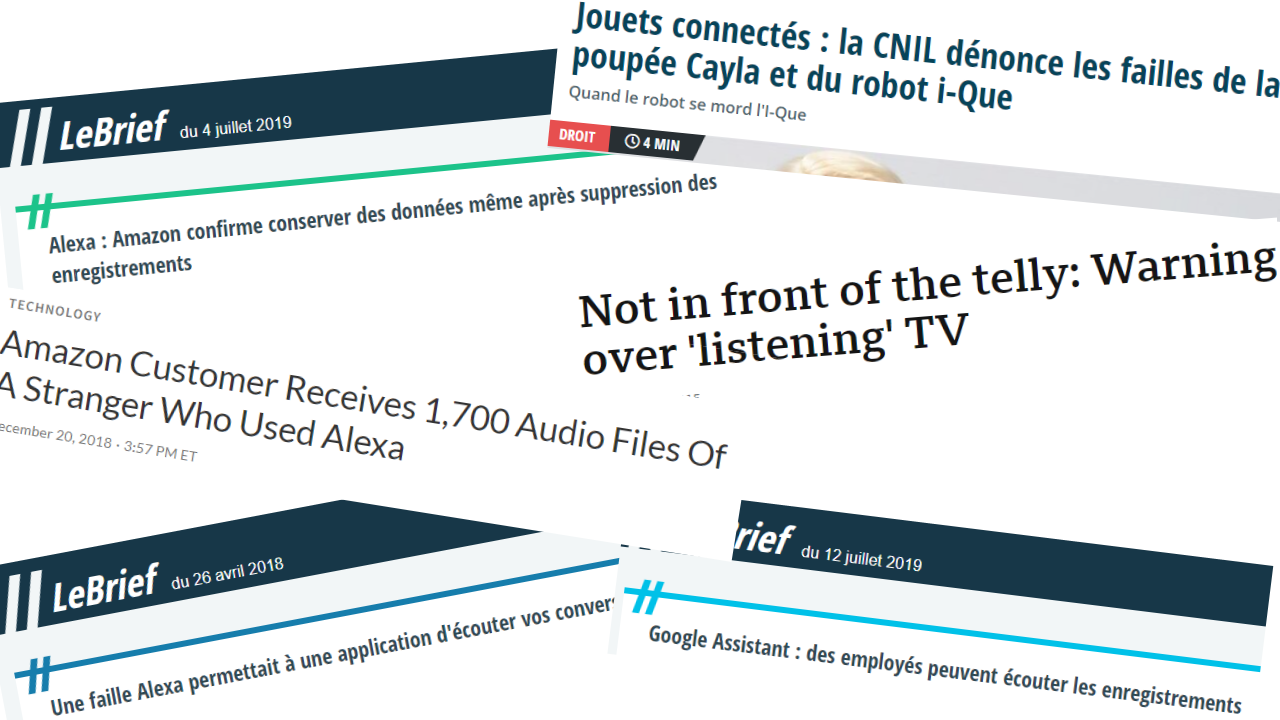 Jouets connectés : la CNIL dénonce les failles de la
poupée Cayla et du robot i-Que
Quand le robot se mord l'I-Que
DROIT
4 MIN
LeBrief du 4 juillet 2019
#
Alexa : Amazon confirme conserver des données même après suppression des
enregistrements
Not in front of the telly: Warning
over 'listening' TV
TECHNOLOGY
Amazon Customer Receives 1,700 Audio Files Of
A Stranger Who Used Alexa
ecember 20, 2018 · 3:57 PM ET
LeBrief du 26 avril 2018
#
Une faille Alexa permettait à une application d'écouter vos conver
Brief du 12 juillet 2019
#
Google Assistant : des employés peuvent écouter les enregistrements